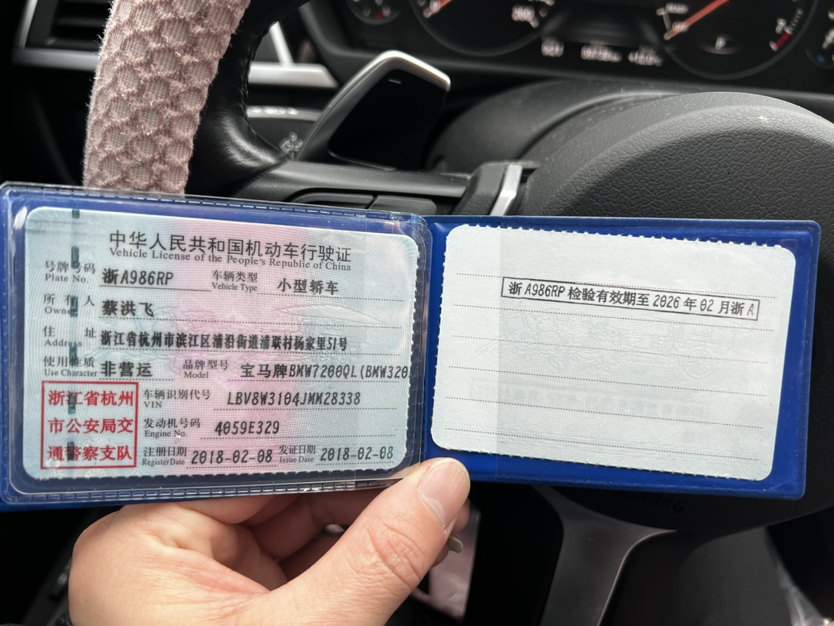 中华人民共和国机动车行驶证
Vehicle License of the People's Republic of China
号牌号码 浙A986RP 车辆类型 小型轿车
Plate No. Vehicle Type
所有人 蔡洪飞
Owner
住址 浙江省杭州市滨江区浦沿街道浦联村杨家里51号
Address
使用性质 非营运 品牌型号 宝马牌BMW7200QL(BMW320
Use Character Model
浙江省杭州
市公安局交
通警察支队
车辆识别代号 LBV8W3104JMM28338
VIN
发动机号码 4059E329
Engine No.
注册日期 2018-02-08 发证日期 2018-02-08
Register Date Issue Date
浙A986RP 检验有效期至 2026 年 02 月浙A